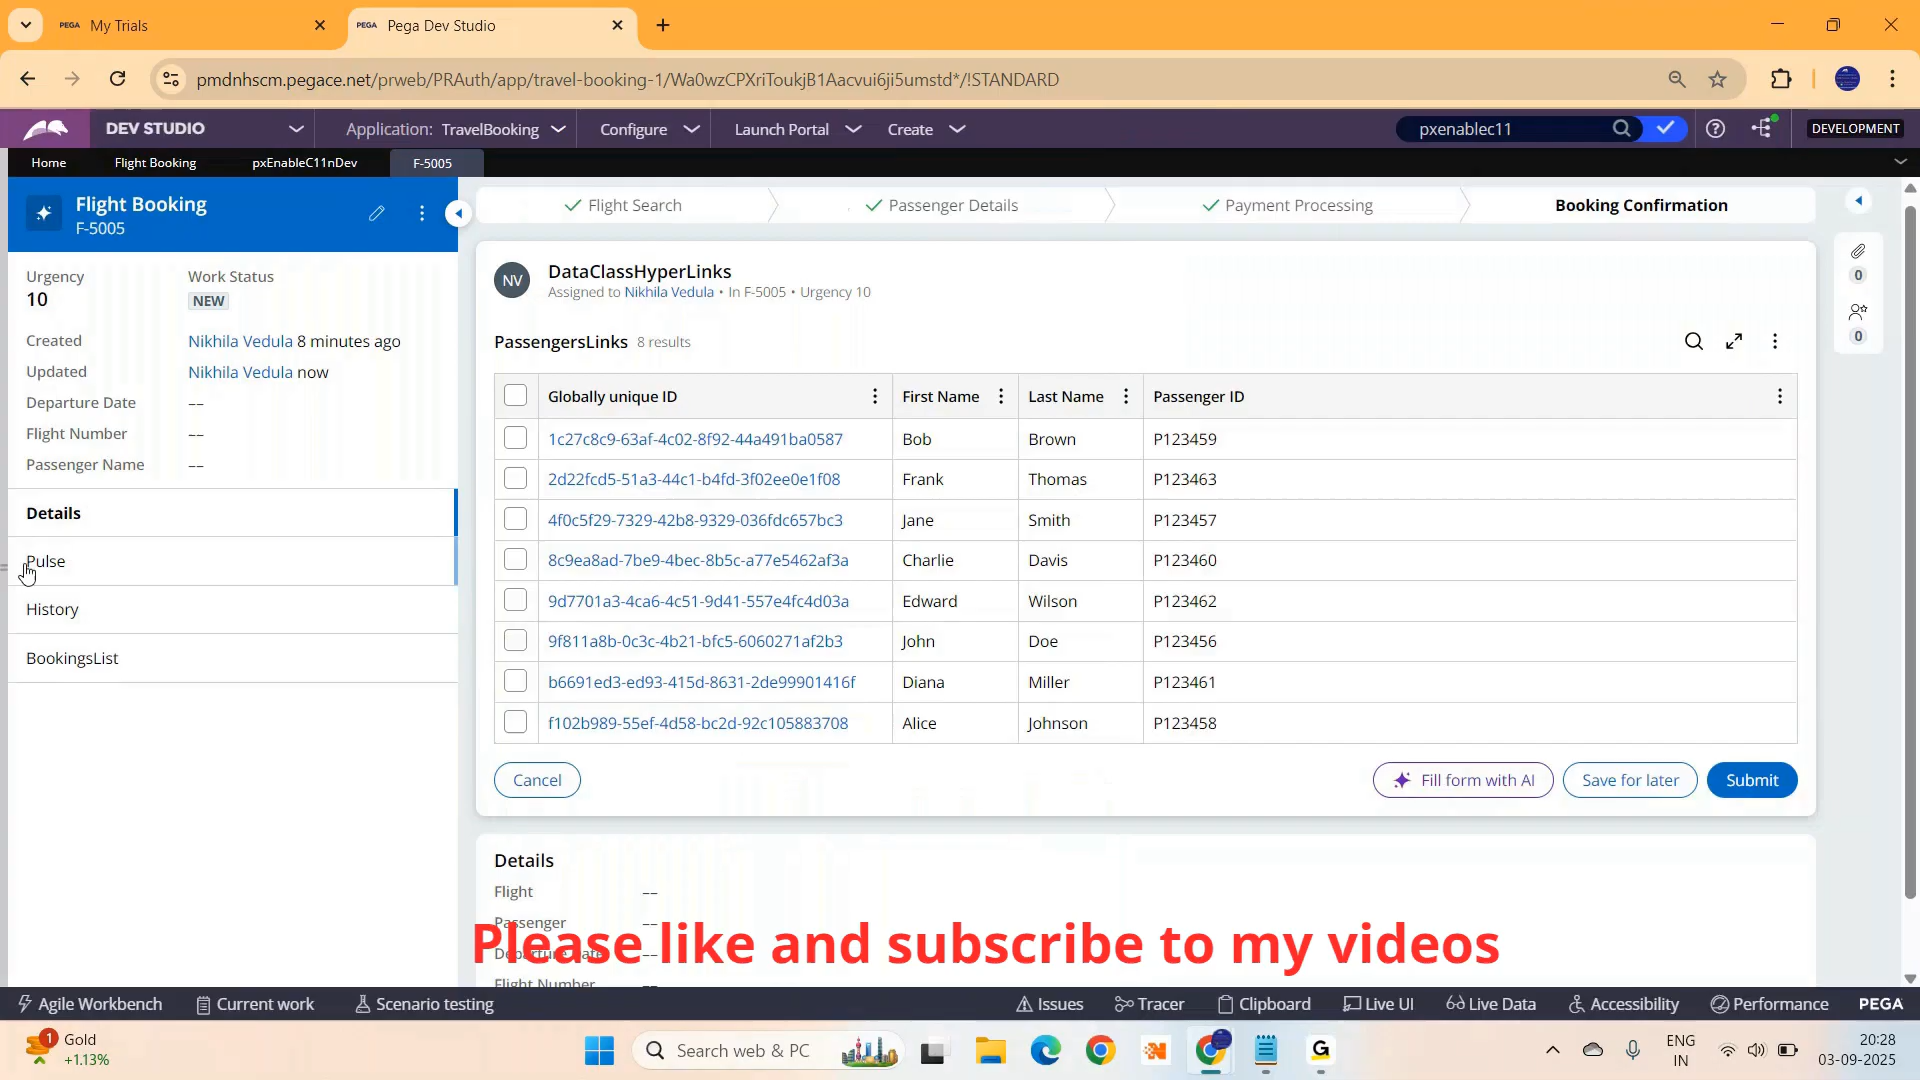 PEGA My Trials
PEGA Pega Dev Studio
pmdnhscm.pegace.net/prweb/PRAuth/app/travel-booking-1/Wa0wzCPXriToukjB1Aacvui6ji5umstd*/!STANDARD
DEV STUDIO Application: TravelBooking Configure Launch Portal Create pxenablec11 DEVELOPMENT
Home Flight Booking pxEnableC11nDev F-5005
Flight Booking
F-5005
Urgency Work Status
10 NEW
Created Nikhila Vedula 8 minutes ago
Updated Nikhila Vedula now
Departure Date --
Flight Number --
Passenger Name --
Details
Pulse
History
BookingsList
Flight Search Passenger Details Payment Processing Booking Confirmation
NV DataClassHyperLinks
Assigned to Nikhila Vedula • In F-5005 • Urgency 10
PassengersLinks 8 results
Globally unique ID First Name Last Name Passenger ID
1c27c8c9-63af-4c02-8f92-44a491ba0587 Bob Brown P123459
2d22fcd5-51a3-44c1-b4fd-3f02ee0e1f08 Frank Thomas P123463
4f0c5f29-7329-42b8-9329-036fdc657bc3 Jane Smith P123457
8c9ea8ad-7be9-4bec-8b5c-a77e5462af3a Charlie Davis P123460
9d7701a3-4ca6-4c51-9d41-557e4fc4d03a Edward Wilson P123462
9f811a8b-0c3c-4b21-bfc5-6060271af2b3 John Doe P123456
b6691ed3-ed93-415d-8631-2de99901416f Diana Miller P123461
f102b989-55ef-4d58-bc2d-92c105883708 Alice Johnson P123458
Cancel Fill form with AI Save for later Submit
0
0
Details
Flight --
Passenger --
Departure Date --
Flight Number
Please like and subscribe to my videos
Agile Workbench Current work Scenario testing Issues Tracer Clipboard Live UI Live Data Accessibility Performance PEGA
1 Gold
+1.13%
Search web & PC
ENG
IN
20:28
03-09-2025